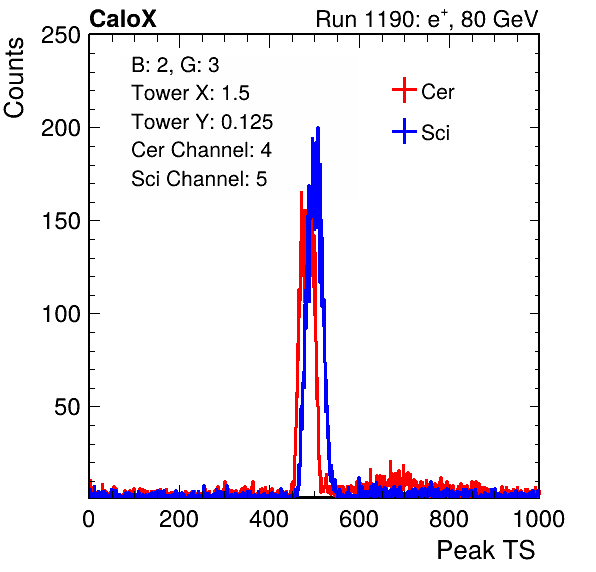 CaloX Run 1190: e⁺, 80 GeV
Counts
250
200
150
100
50
B: 2, G: 3
Tower X: 1.5
Tower Y: 0.125
Cer Channel: 4
Sci Channel: 5
Cer
Sci
0 200 400 600 800 1000
Peak TS